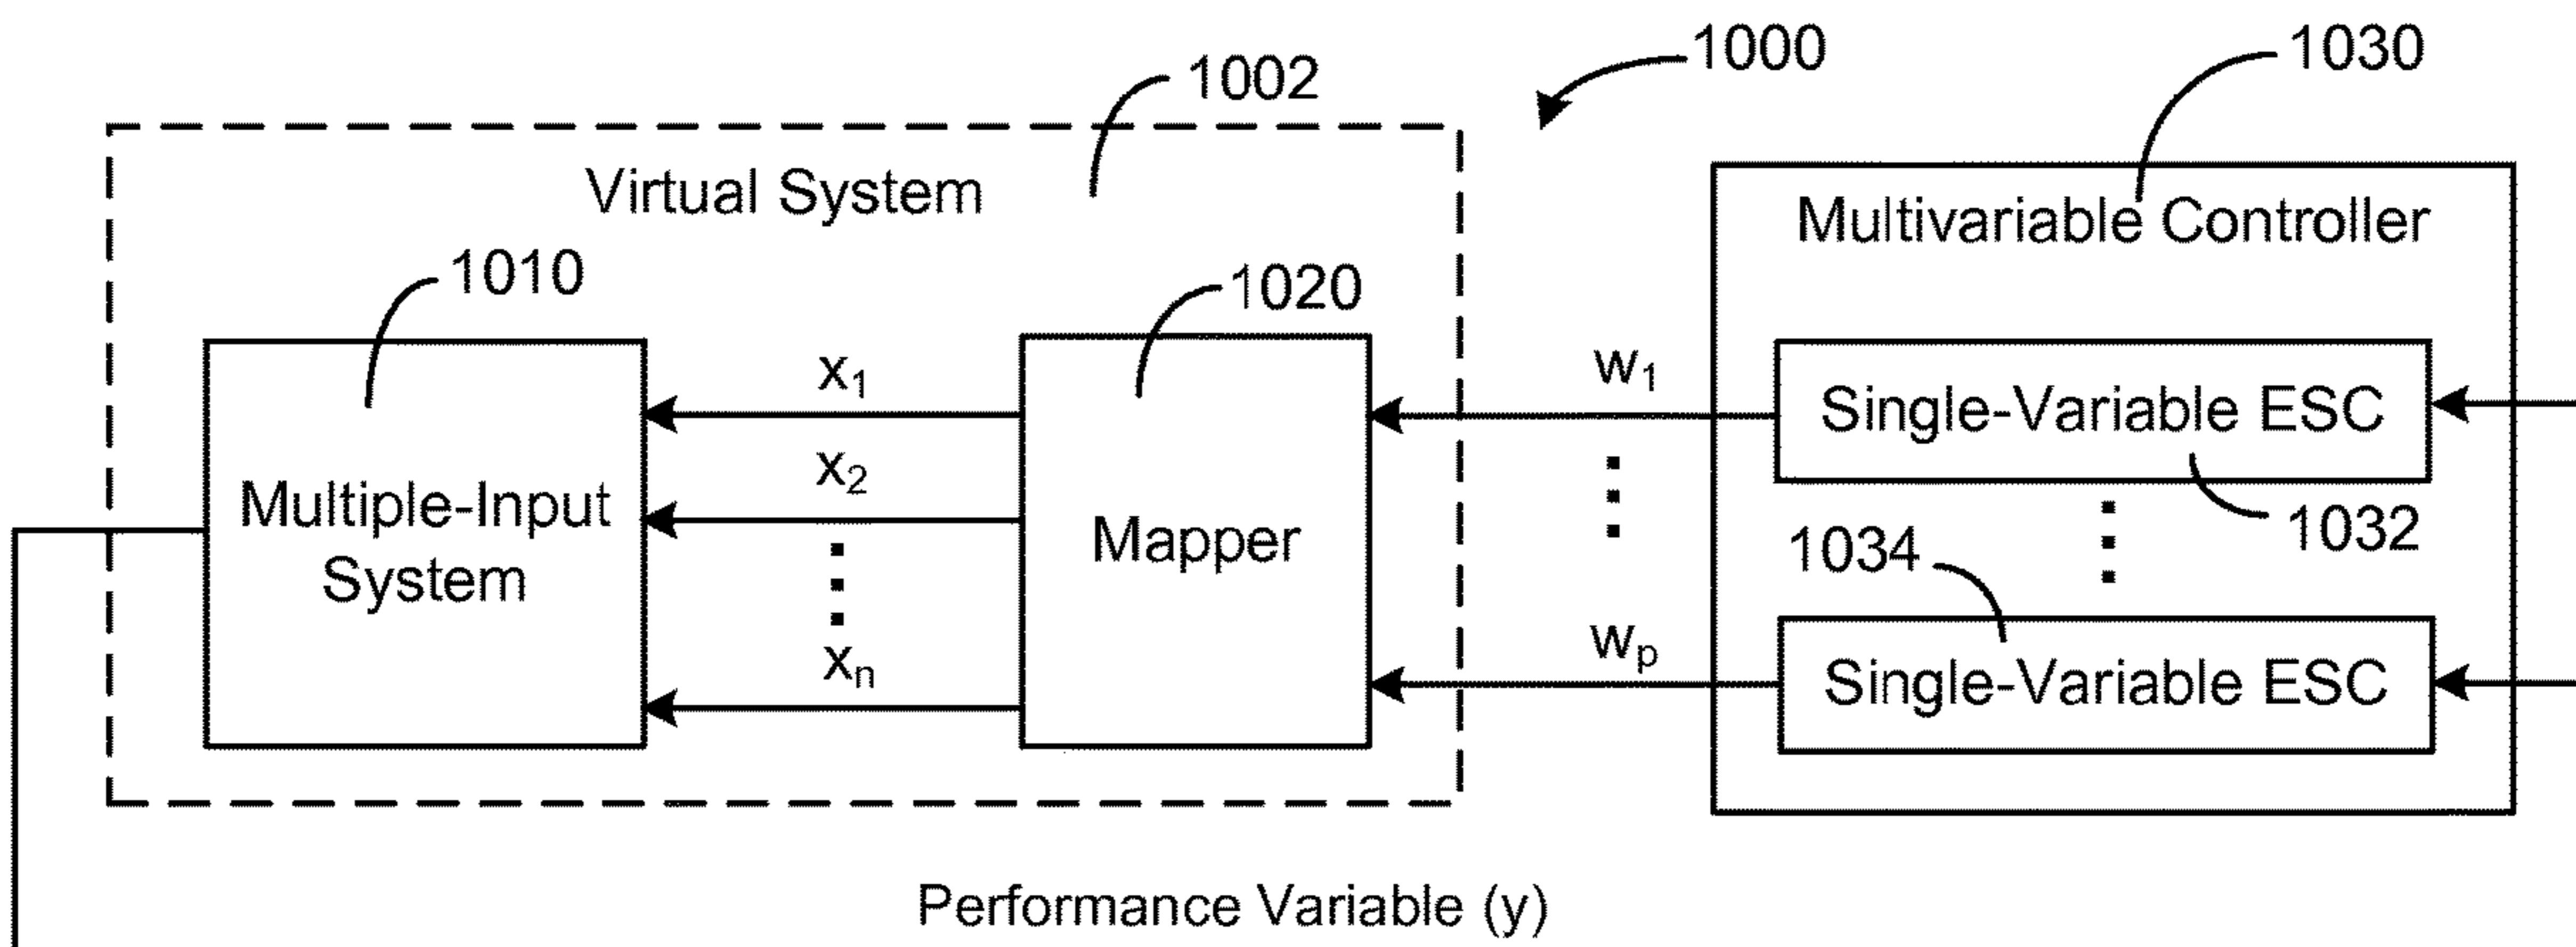 1000
1030
1002
Virtual System
Multivariable Controller
1010
1020
x1
w1
Single-Variable ESC
x2
Multiple-Input
System
Mapper
1032
1034
xn
wp
Single-Variable ESC
Performance Variable (y)